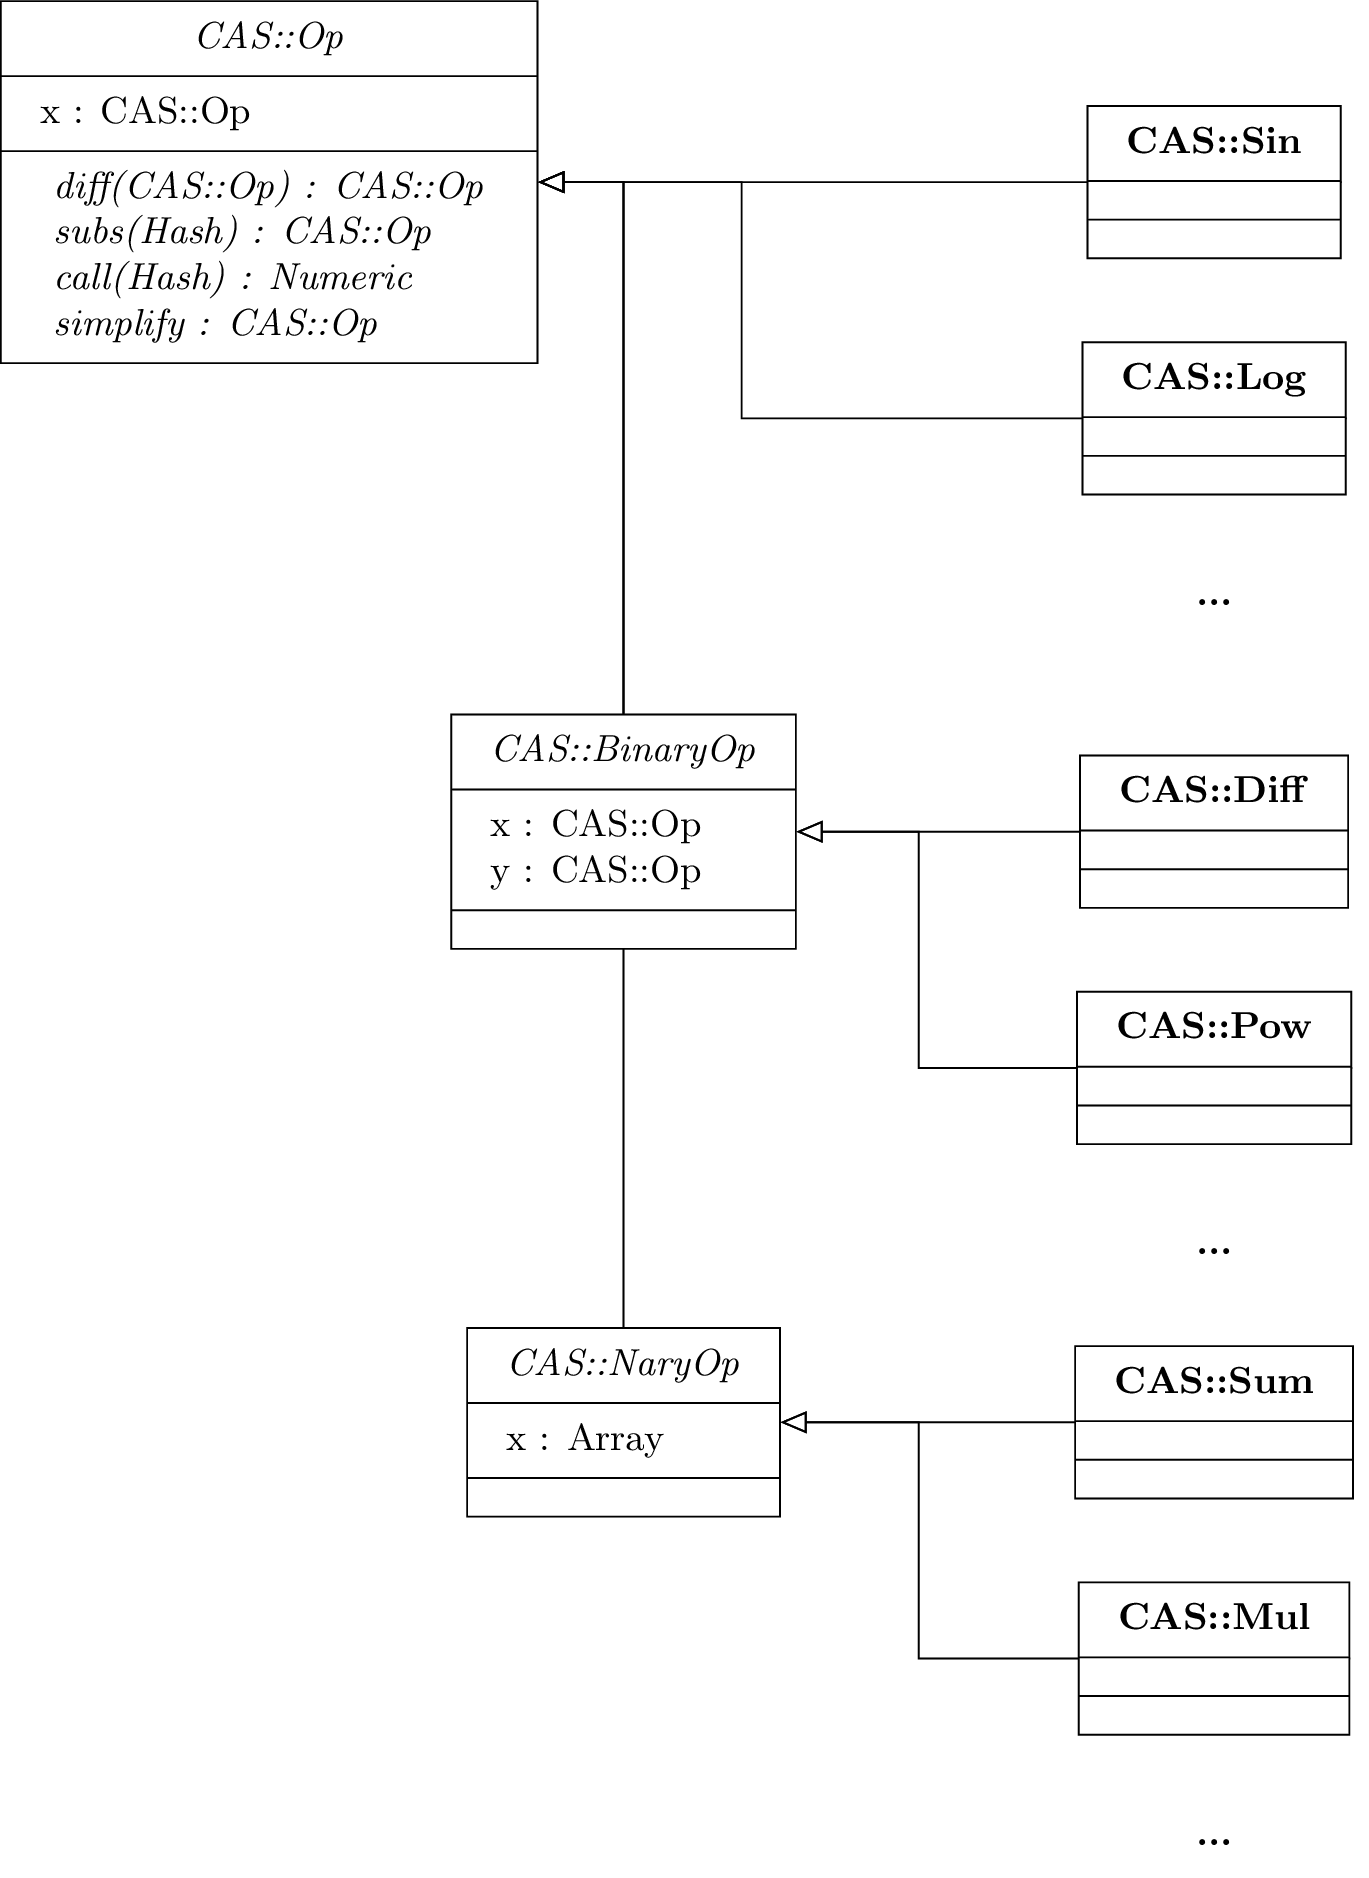 CAS::Op
x : CAS::Op
diff(CAS::Op) : CAS::Op
subs(Hash) : CAS::Op
call(Hash) : Numeric
simplify : CAS::Op
CAS::Sin
CAS::Log
...
CAS::BinaryOp
x : CAS::Op
y : CAS::Op
CAS::Diff
CAS::Pow
...
CAS::NaryOp
x : Array
CAS::Sum
CAS::Mul
...